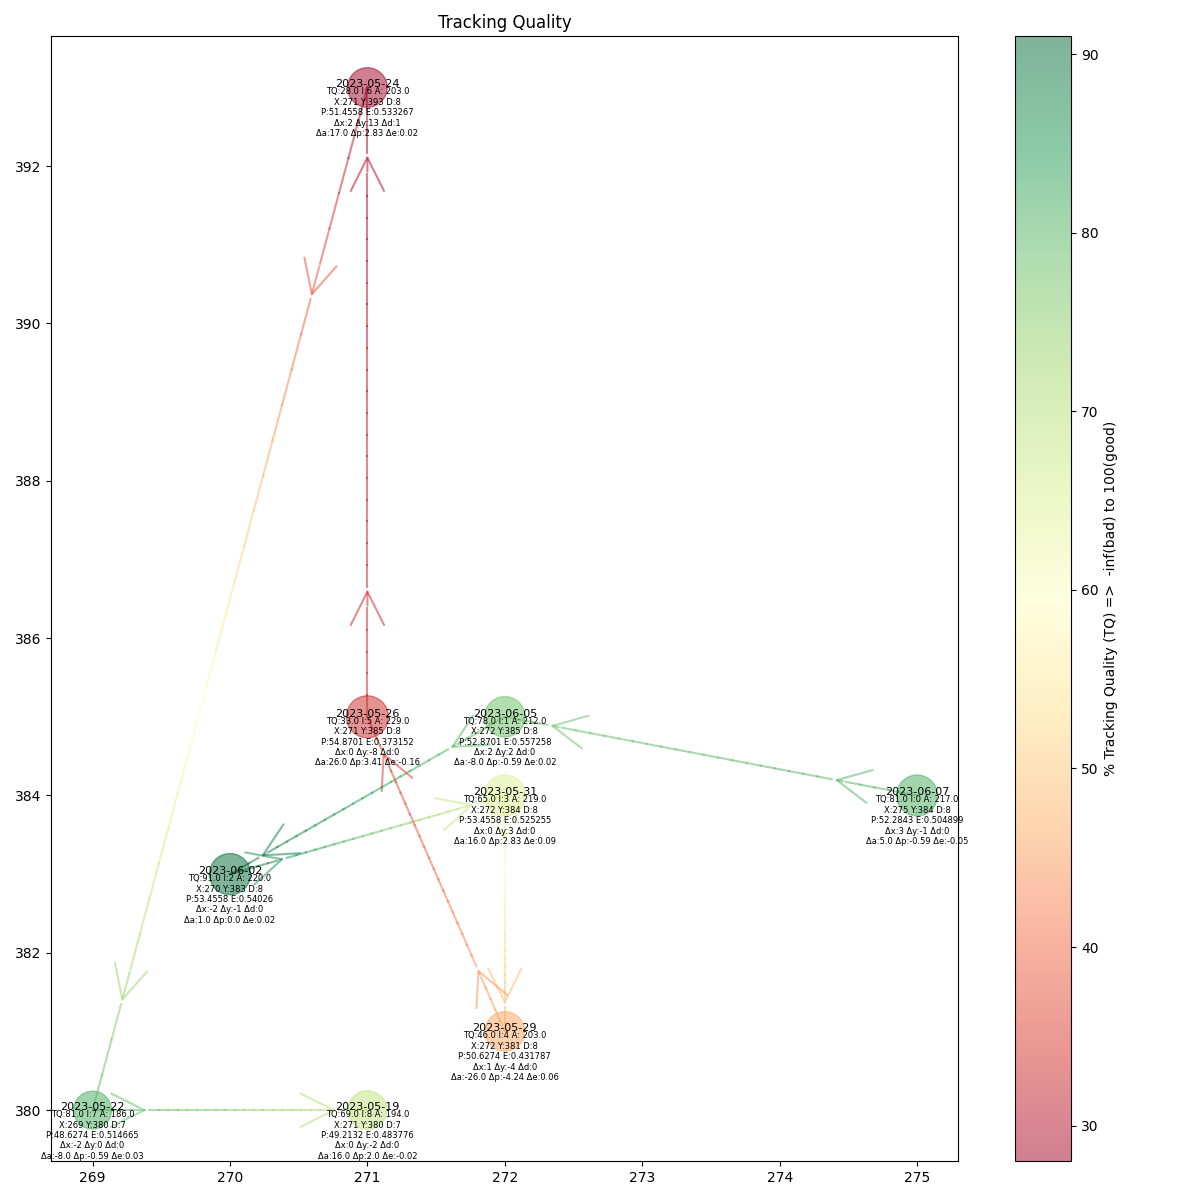 Tracking Quality
2023-05-24
TQ:28.0 I:6 A: 203.0
X:271 Y:393 D:8
P:51.4558 E:0.533267
Δx:2 Δy:13 Δd:1
Δa:17.0 Δp:2.83 Δe:0.02
2023-05-26
TQ:33.0 I:5 A: 229.0
X:271 Y:385 D:8
P:54.8701 E:0.373152
Δx:0 Δy:-8 Δd:0
Δa:26.0 Δp:3.41 Δe:-0.16
2023-06-05
TQ:78.0 I:1 A: 212.0
X:272 Y:385 D:8
P:52.8701 E:0.557258
Δx:2 Δy:2 Δd:0
Δa:-8.0 Δp:-0.59 Δe:0.02
2023-05-31
TQ:65.0 I:3 A: 219.0
X:272 Y:384 D:8
P:53.4558 E:0.525255
Δx:0 Δy:3 Δd:0
Δa:16.0 Δp:2.83 Δe:0.09
2023-06-07
TQ:81.0 I:0 A: 217.0
X:275 Y:384 D:8
P:52.2843 E:0.504899
Δx:3 Δy:-1 Δd:0
Δa:5.0 Δp:-0.59 Δe:-0.05
2023-06-02
TQ:91.0 I:2 A: 220.0
X:270 Y:383 D:8
P:53.4558 E:0.54026
Δx:-2 Δy:-1 Δd:0
Δa:1.0 Δp:0.0 Δe:0.02
2023-05-29
TQ:46.0 I:4 A: 203.0
X:272 Y:381 D:8
P:50.6274 E:0.431787
Δx:1 Δy:-4 Δd:0
Δa:-26.0 Δp:-4.24 Δe:0.06
2023-05-22
TQ:81.0 I:7 A: 186.0
X:269 Y:380 D:7
P:48.6274 E:0.514665
Δx:-2 Δy:0 Δd:0
Δa:-8.0 Δp:-0.59 Δe:0.03
2023-05-19
TQ:69.0 I:8 A: 194.0
X:271 Y:380 D:7
P:49.2132 E:0.483776
Δx:0 Δy:-2 Δd:0
Δa:16.0 Δp:2.0 Δe:-0.02
392
390
388
386
384
382
380
269 270 271 272 273 274 275
90
80
70
60
50
40
30
% Tracking Quality (TQ) => -inf(bad) to 100(good)